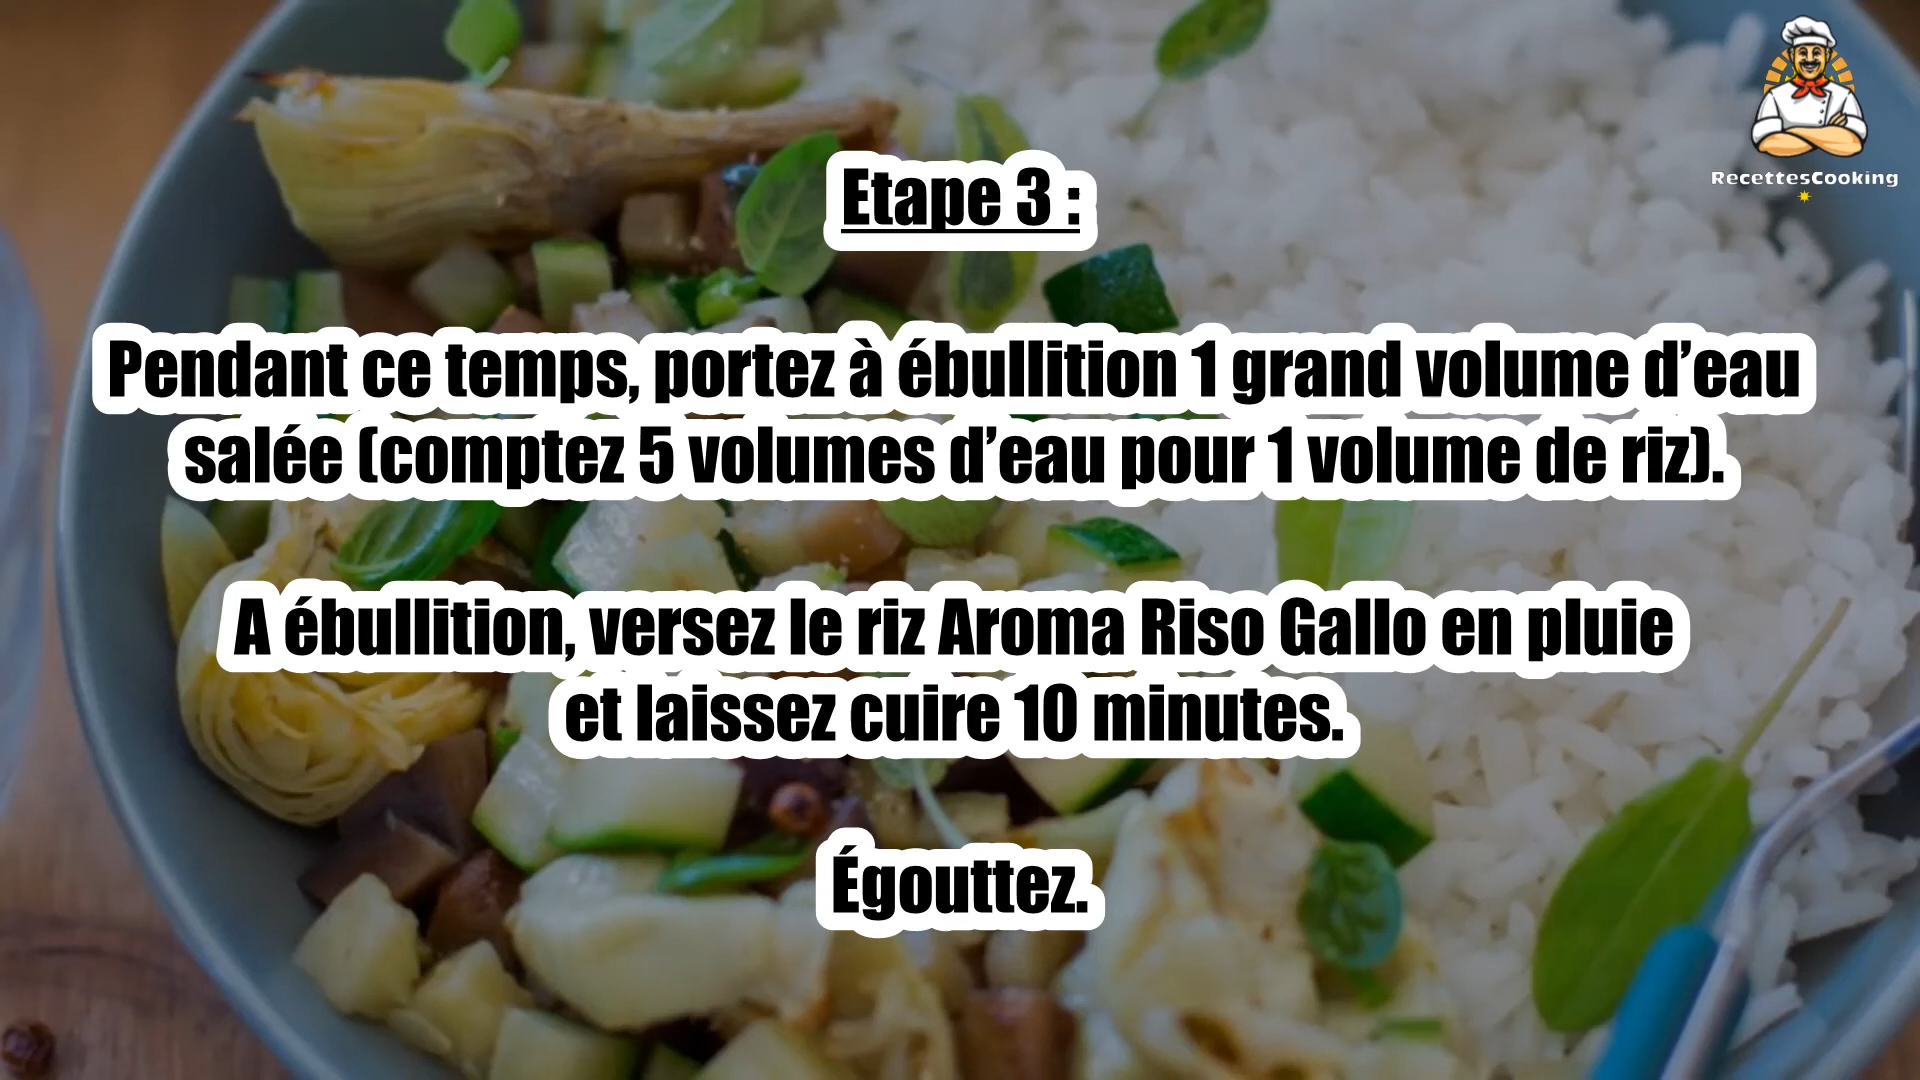 RecettesCooking
Etape 3 :
Pendant ce temps, portez à ébullition 1 grand volume d’eau
salée (comptez 5 volumes d’eau pour 1 volume de riz).
A ébullition, versez le riz Aroma Riso Gallo en pluie
et laissez cuire 10 minutes.
Égouttez.